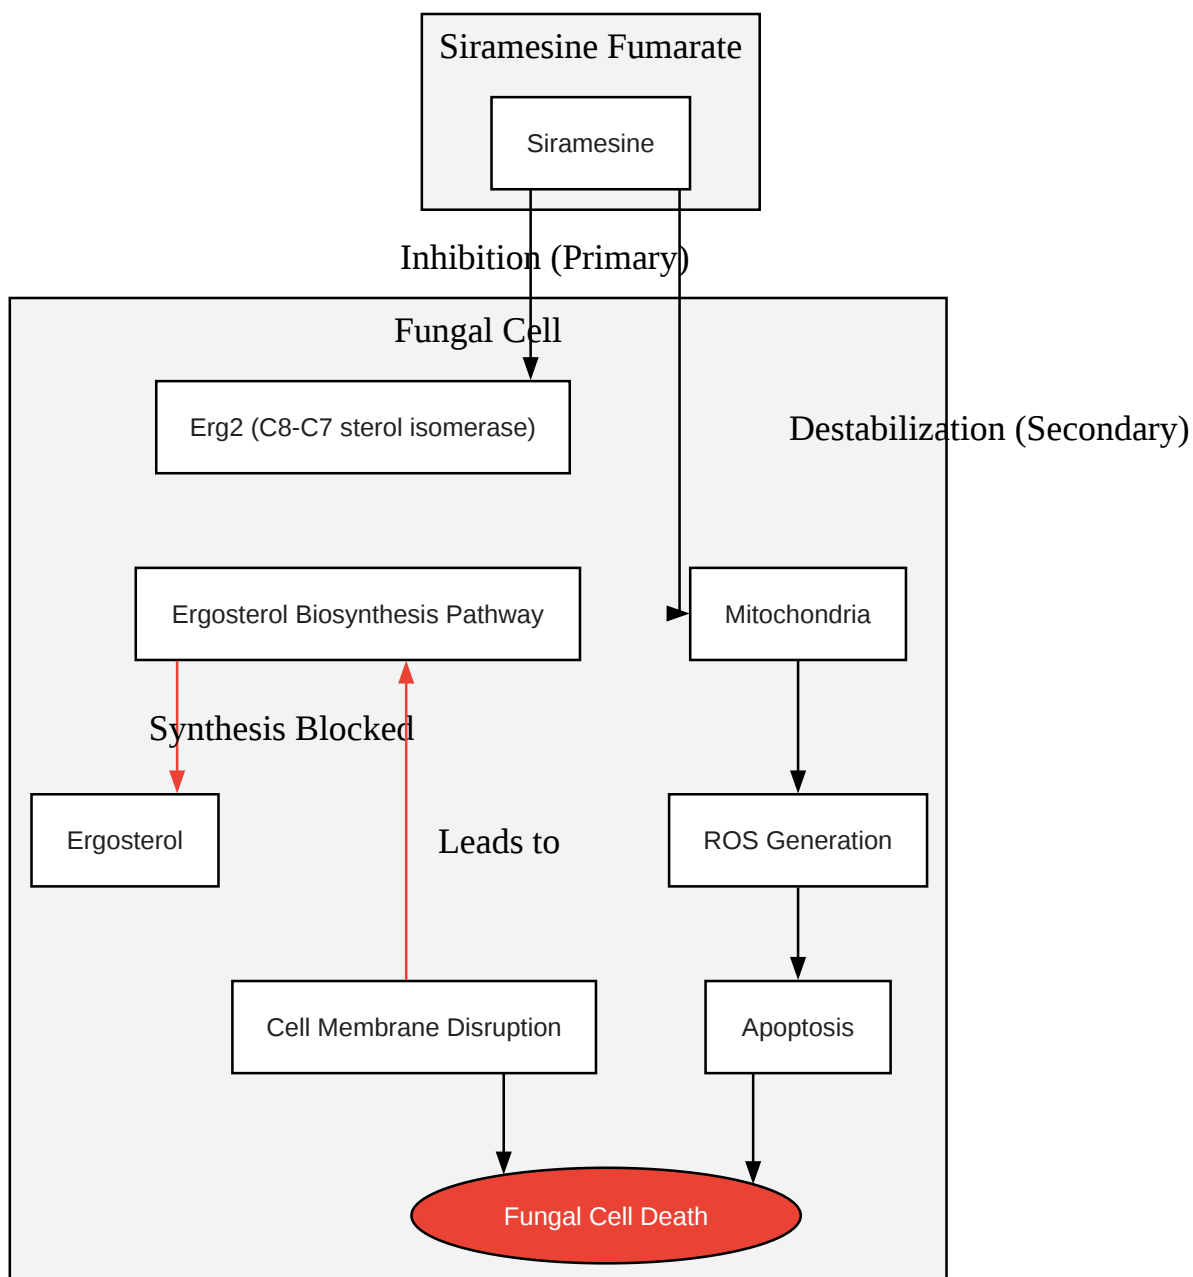 Siramesine Fumarate
Siramesine
Inhibition (Primary)
Fungal Cell
Erg2 (C8-C7 sterol isomerase)
Destabilization (Secondary)
Ergosterol Biosynthesis Pathway
Mitochondria
Synthesis Blocked
Ergosterol
Leads to
ROS Generation
Cell Membrane Disruption
Apoptosis
Fungal Cell Death